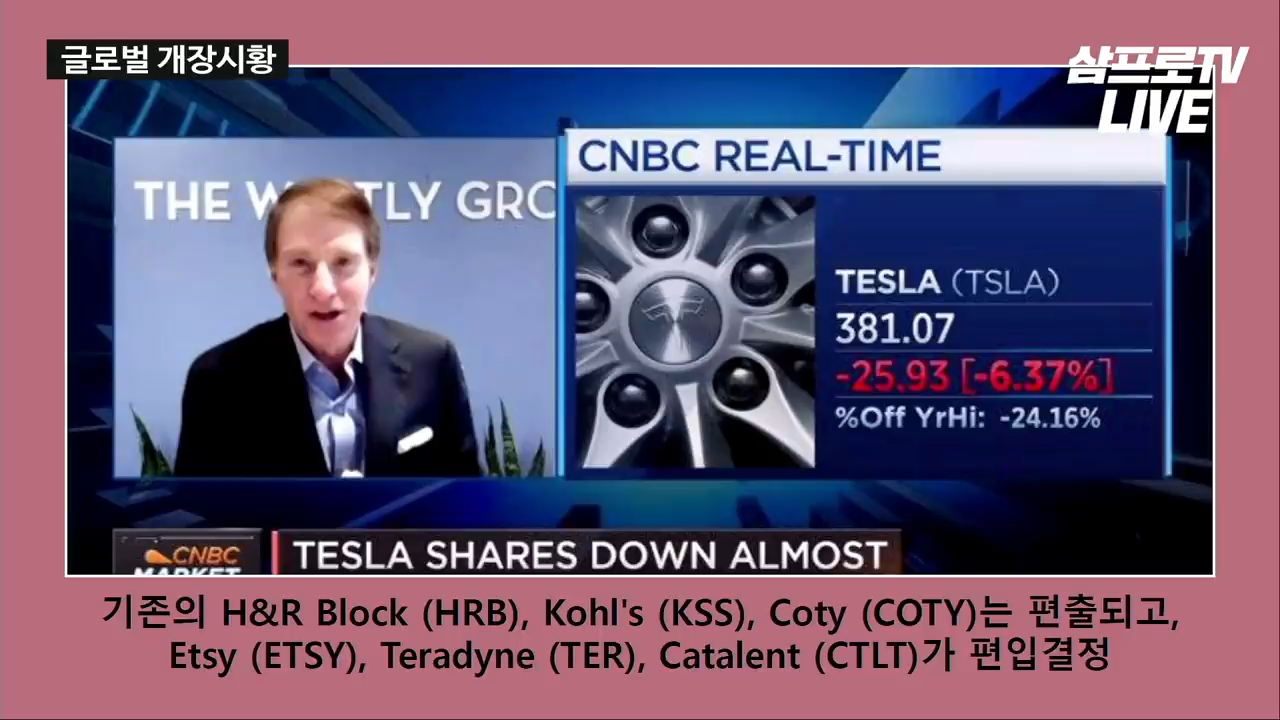 글로벌 개장시황
삼프로TV
LIVE
THE W TLY GRO
CNBC REAL-TIME
TESLA (TSLA)
381.07
-25.93 [-6.37%]
%Off YrHi: -24.16%
CNBC
MARKET
TESLA SHARES DOWN ALMOST
기존의 H&R Block (HRB), Kohl's (KSS), Coty (COTY)는 편출되고,
Etsy (ETSY), Teradyne (TER), Catalent (CTLT)가 편입결정